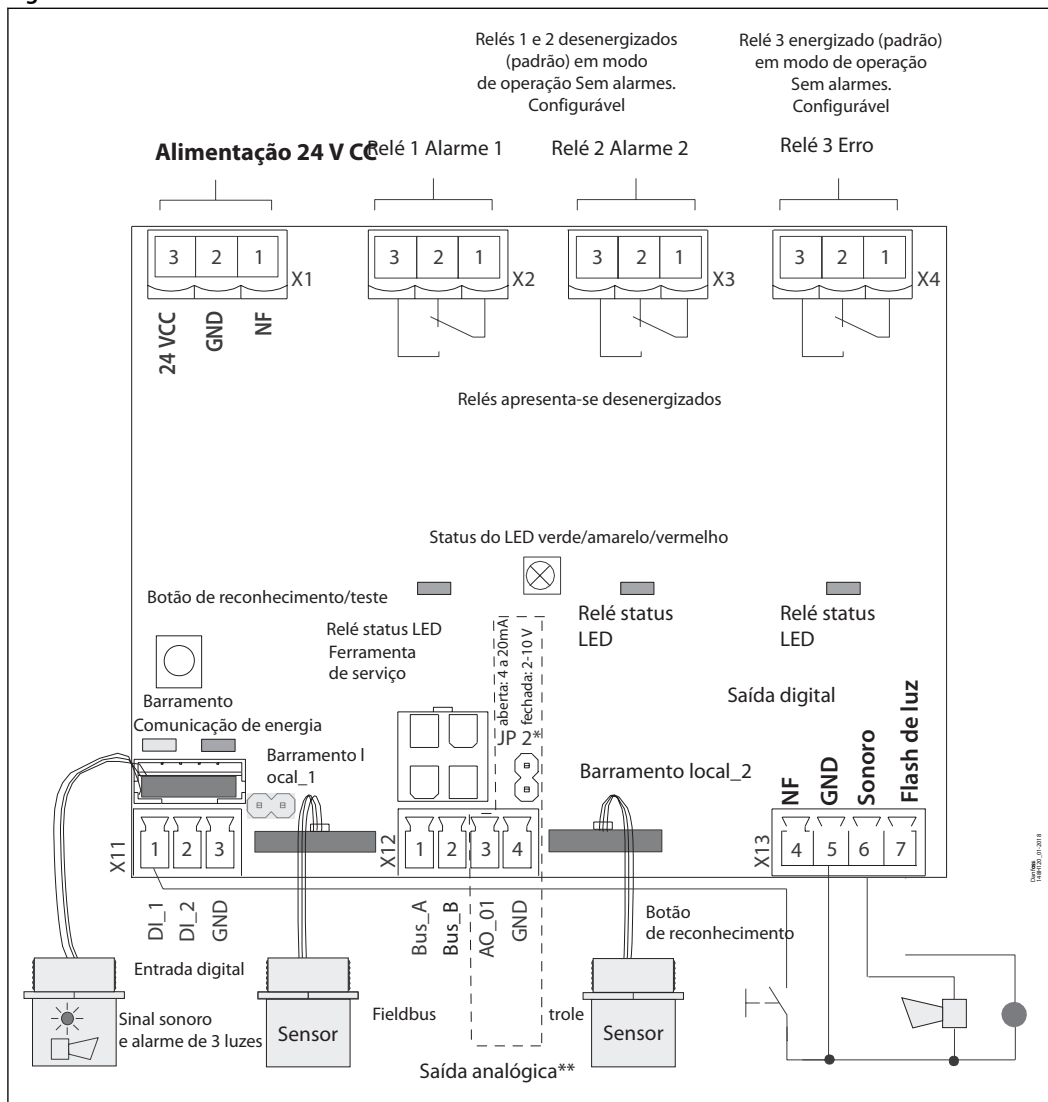 Relés 1 e 2 desenergizados
(padrão) em modo
de operação Sem alarmes.
Configurável
Relé 3 energizado (padrão)
em modo de operação
Sem alarmes.
Configurável
Alimentação 24 V CC
Relé 1 Alarme 1
Relé 2 Alarme 2
Relé 3 Erro
3 2 1 X1
3 2 1 X2
3 2 1 X3
3 2 1 X4
24 VCC
GND
NF
Relés apresenta-se desenergizados
Status do LED verde/amarelo/vermelho
Botão de reconhecimento/teste
Relé status LED
Ferramenta
de serviço
aberta: 4 a 20mA
fechada: 2-10 V
JP 2*
Relé status
LED
Relé status
LED
Barramento
Comunicação de energia
Barramento l
ocal_1
Barramento local_2
Saída digital
NF
GND
Sonoro
Flash de luz
X11
1 2 3
X12
1 2 3 4
X13
4 5 6 7
DI_1
DI_2
GND
Bus_A
Bus_B
AO_01
GND
Botão
de reconhecimento
Entrada digital
Sinal sonoro
e alarme de 3 luzes
Sensor
Fieldbus
trole
Sensor
Saída analógica**
Danfoss
148H120_01-2018